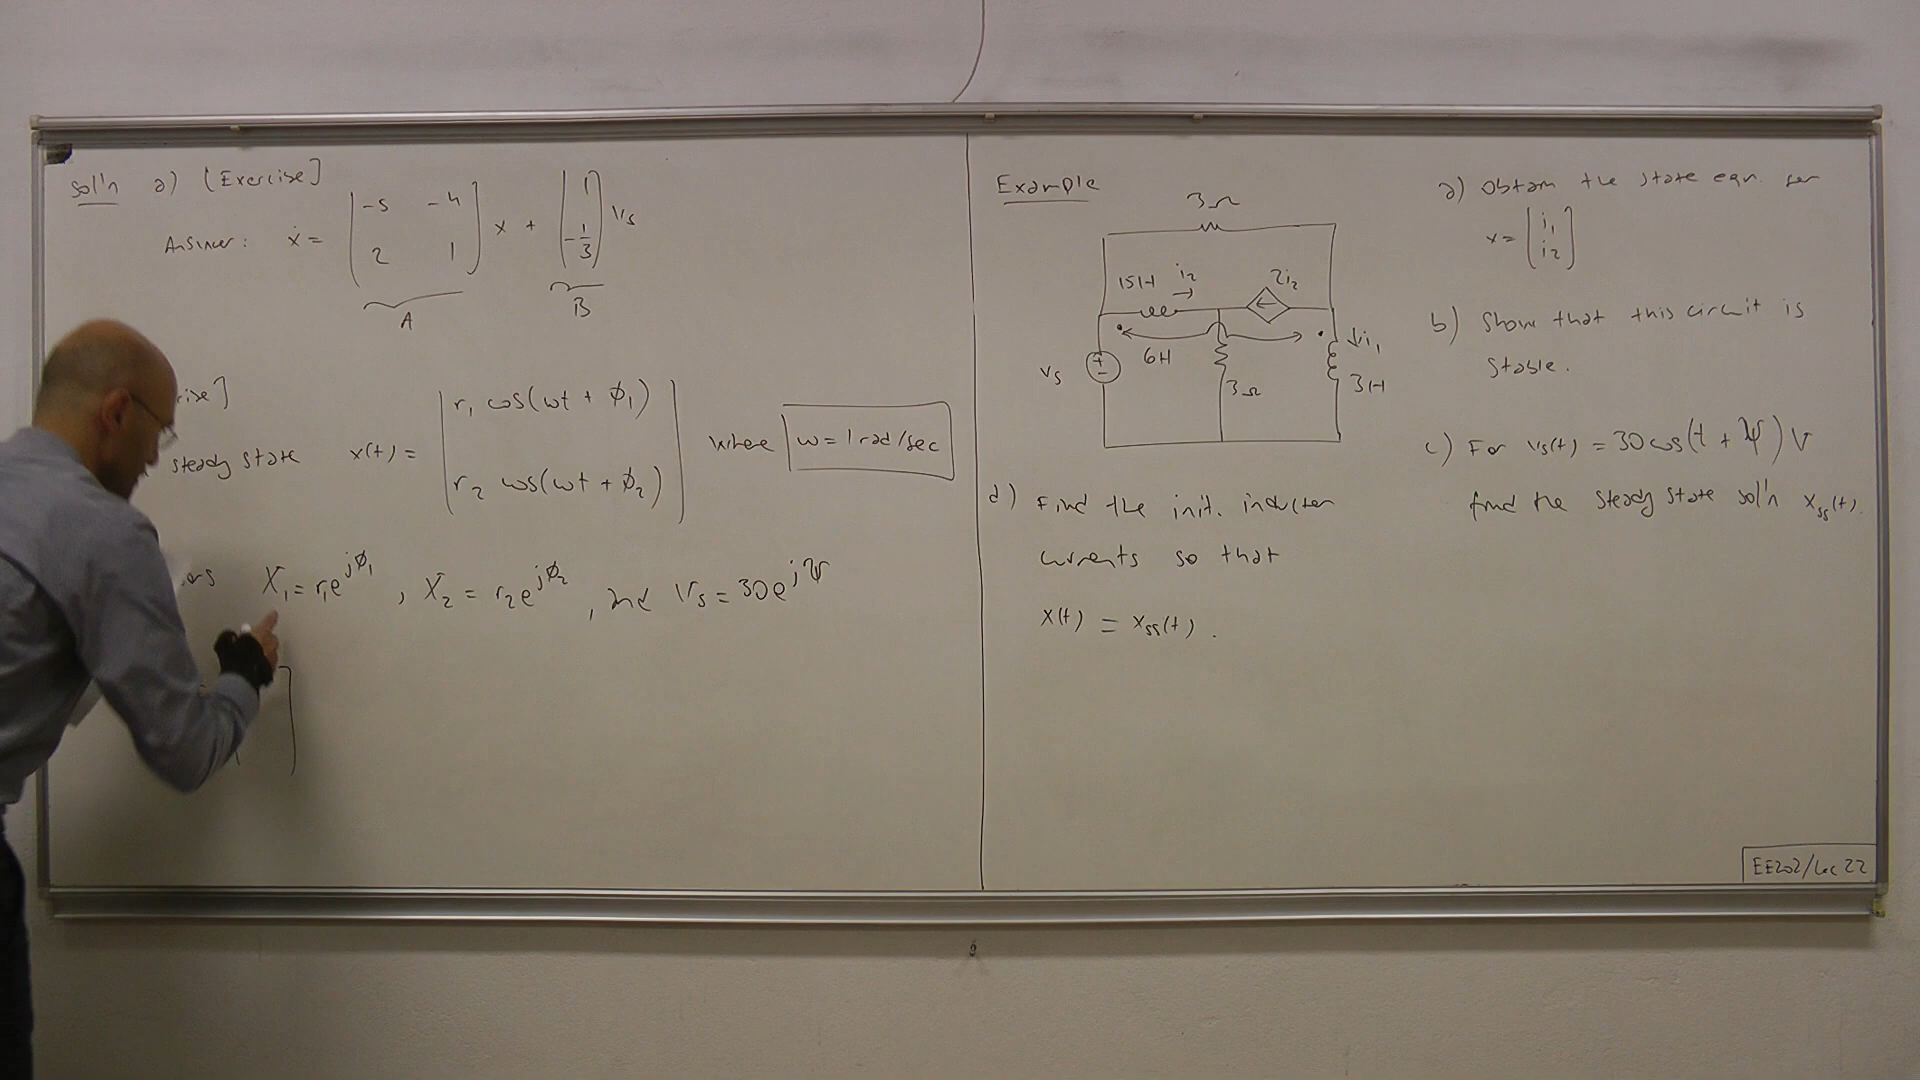 Sol'n a) [Exercise]
Answer: ẋ = [-5 -4; 2 1] x + [1; -1/3] Vs
A B
steady state x(t) = [r₁ cos(ωt + ϕ₁); r₂ cos(ωt + ϕ₂)] where ω = 1 rad/sec
X₁ = r₁e^{jϕ₁}, X₂ = r₂e^{jϕ₂}, and Vs = 30e^{jψ}
Example
3Ω
15H i₂ 2i₂
6H ↓i₁
Vs + - 3Ω 3H
a) Obtain the state eqn. for
x = [i₁; i₂]
b) Show that this circuit is
stable.
c) For vs(t) = 30cos(t + ψ) V
find the steady state sol'n xss(t).
d) Find the init. inductor
currents so that
x(t) = xss(t).
EE202/Lec 22